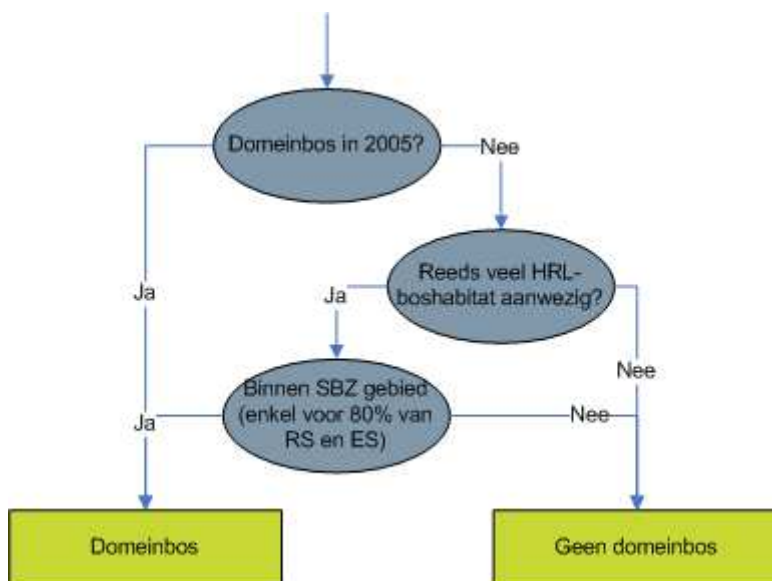 Domeinbos in 2005?
Nee
Reeds veel HRL-
boshabitat aanwezig?
Ja
Ja
Nee
Binnen SBZ gebied
(enkel voor 80% van
RS en ES)
Ja
Nee
Domeinbos
Geen domeinbos